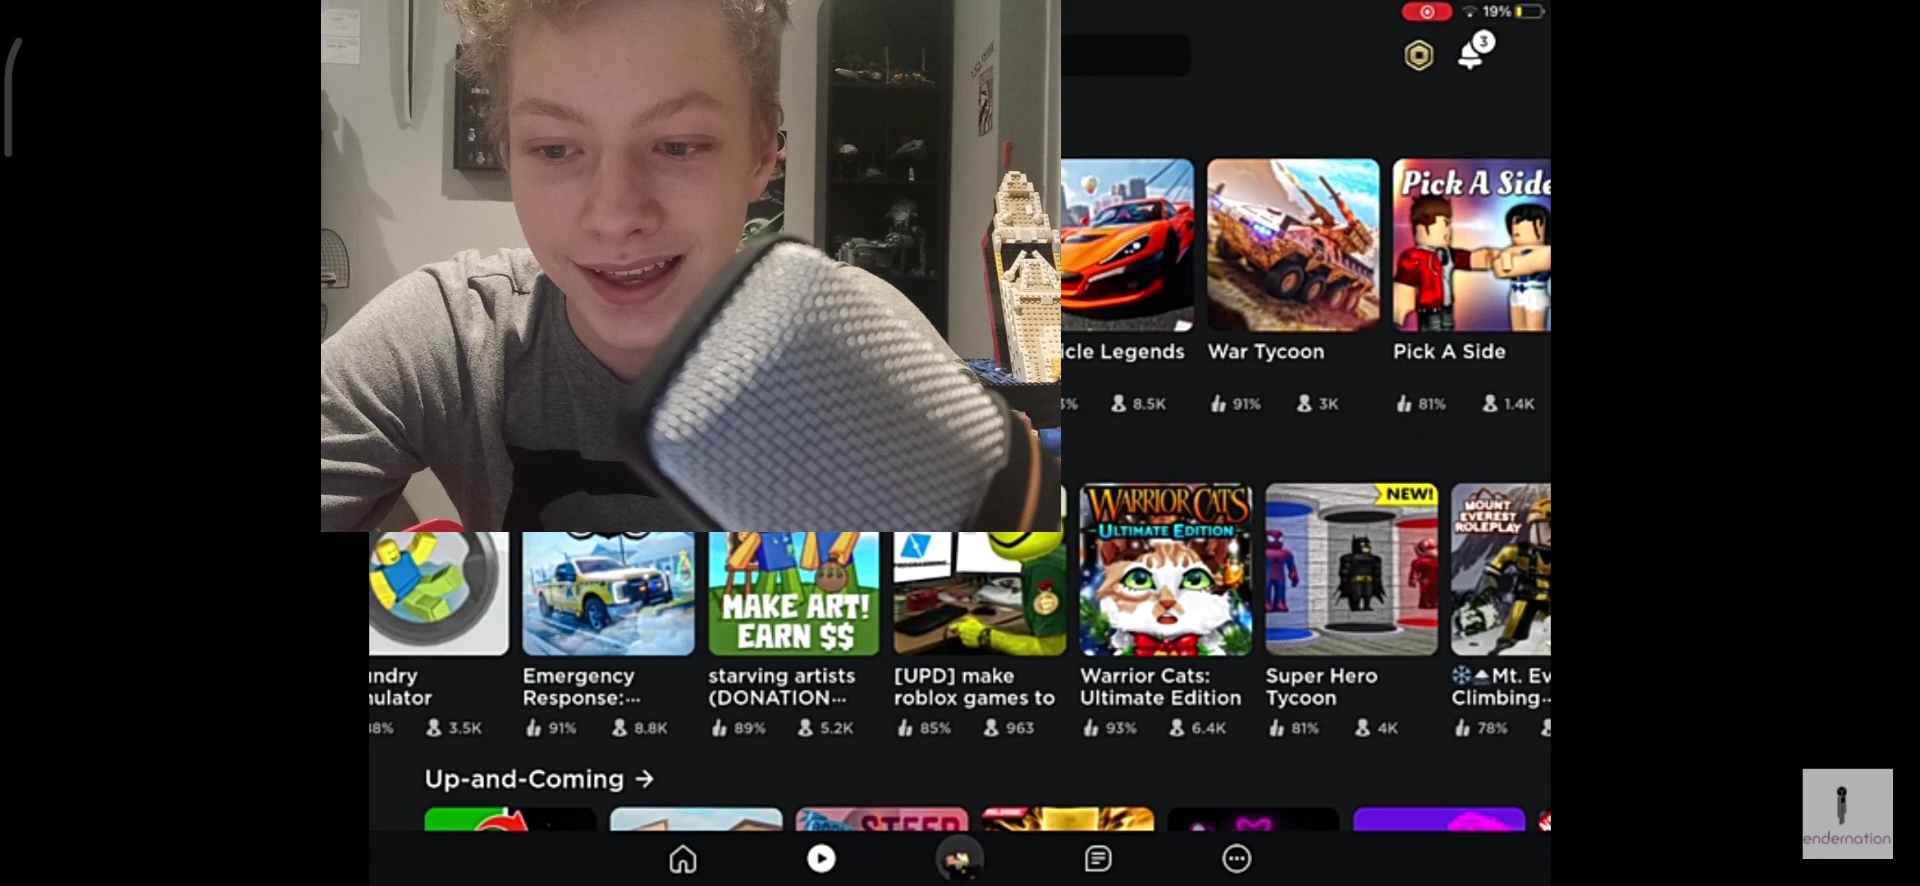 19%
3
Pick A Side
cle Legends
War Tycoon
Pick A Side
8.5K
91%
3K
81%
1.4K
WARRIOR CATS
ULTIMATE EDITION
NEW!
MOUNT
EVEREST
ROLEPLAY
MAKE ART!
EARN $$
ndry
ulator
Emergency
Response:...
starving artists
(DONATION...
[UPD] make
roblox games to
Warrior Cats:
Ultimate Edition
Super Hero
Tycoon
Mt. Ev
Climbing...
8%
3.5K
91%
8.8K
89%
5.2K
85%
963
93%
6.4K
81%
4K
78%
Up-and-Coming →
endernation